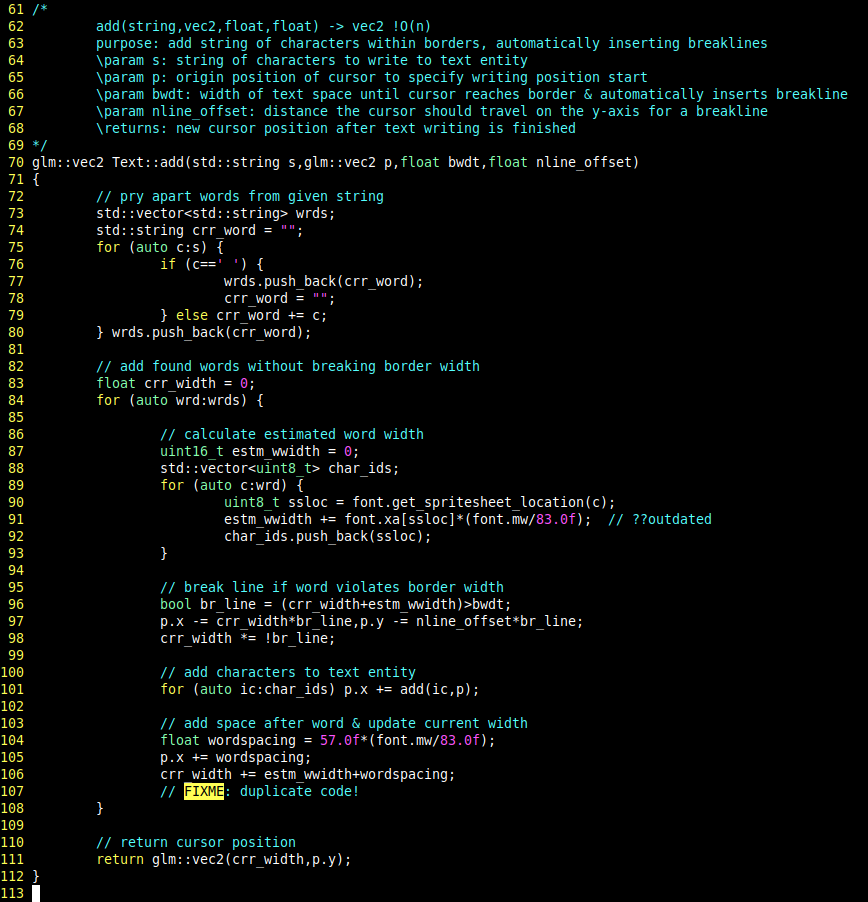 61 /*
62         add(string,vec2,float,float) -> vec2 !O(n)
63         purpose: add string of characters within borders, automatically inserting breaklines
64         \param s: string of characters to write to text entity
65         \param p: origin position of cursor to specify writing position start
66         \param bwdt: width of text space until cursor reaches border & automatically inserts breakline
67         \param nline_offset: distance the cursor should travel on the y-axis for a breakline
68         \returns: new cursor position after text writing is finished
69 */
70 glm::vec2 Text::add(std::string s,glm::vec2 p,float bwdt,float nline_offset)
71 {
72         // pry apart words from given string
73         std::vector<std::string> wrds;
74         std::string crr_word = "";
75         for (auto c:s) {
76                 if (c==' ') {
77                         wrds.push_back(crr_word);
78                         crr_word = "";
79                 } else crr_word += c;
80         } wrds.push_back(crr_word);
81
82         // add found words without breaking border width
83         float crr_width = 0;
84         for (auto wrd:wrds) {
85
86                 // calculate estimated word width
87                 uint16_t estm_wwidth = 0;
88                 std::vector<uint8_t> char_ids;
89                 for (auto c:wrd) {
90                         uint8_t ssloc = font.get_spritesheet_location(c);
91                         estm_wwidth += font.xa[ssloc]*(font.mw/83.0f);  // ??outdated
92                         char_ids.push_back(ssloc);
93                 }
94
95                 // break line if word violates border width
96                 bool br_line = (crr_width+estm_wwidth)>bwdt;
97                 p.x -= crr_width*br_line,p.y -= nline_offset*br_line;
98                 crr_width *= !br_line;
99
100                 // add characters to text entity
101                 for (auto ic:char_ids) p.x += add(ic,p);
102
103                 // add space after word & update current width
104                 float wordspacing = 57.0f*(font.mw/83.0f);
105                 p.x += wordspacing;
106                 crr_width += estm_wwidth+wordspacing;
107                 // FIXME: duplicate code!
108         }
109
110         // return cursor position
111         return glm::vec2(crr_width,p.y);
112 }
113